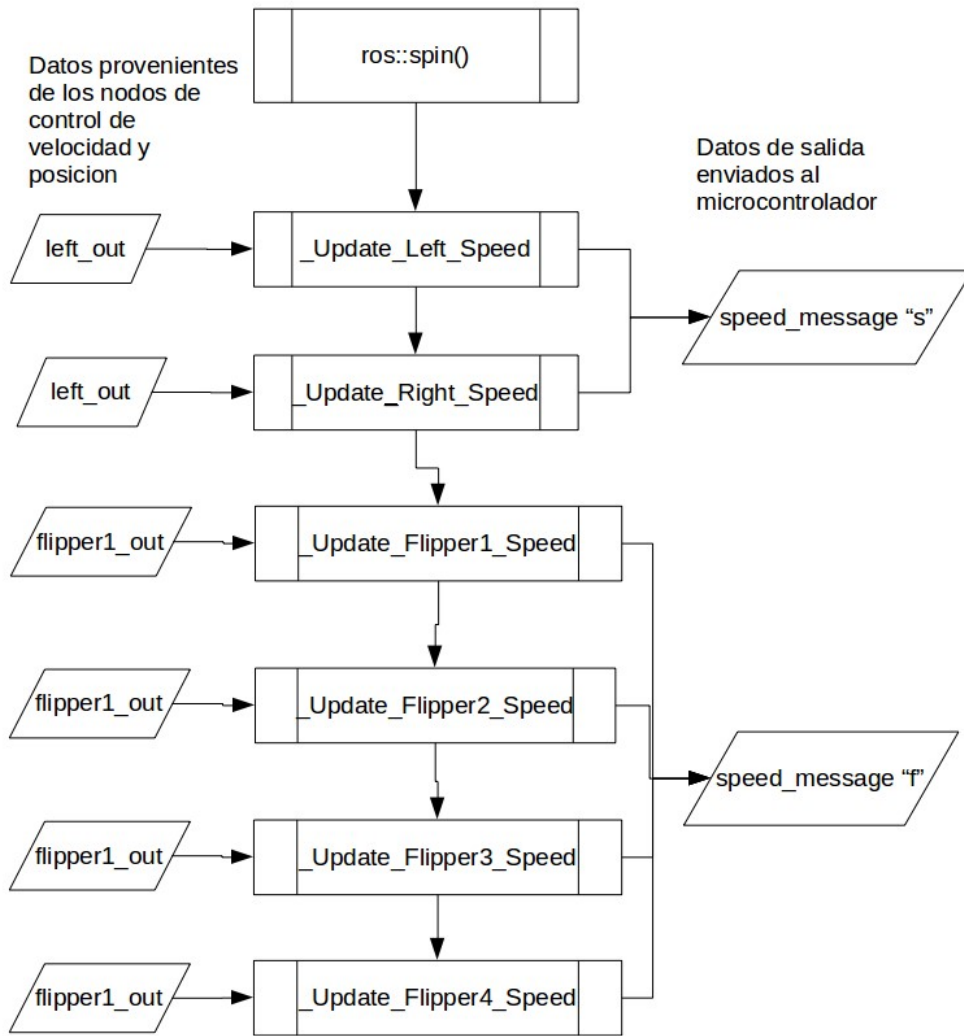 ros::spin()
Datos provenientes
de los nodos de
control de
velocidad y
posicion
Datos de salida
enviados al
microcontrolador
left_out
_Update_Left_Speed
speed_message “s”
left_out
_Update_Right_Speed
flipper1_out
_Update_Flipper1_Speed
flipper1_out
_Update_Flipper2_Speed
speed_message “f”
flipper1_out
_Update_Flipper3_Speed
flipper1_out
_Update_Flipper4_Speed